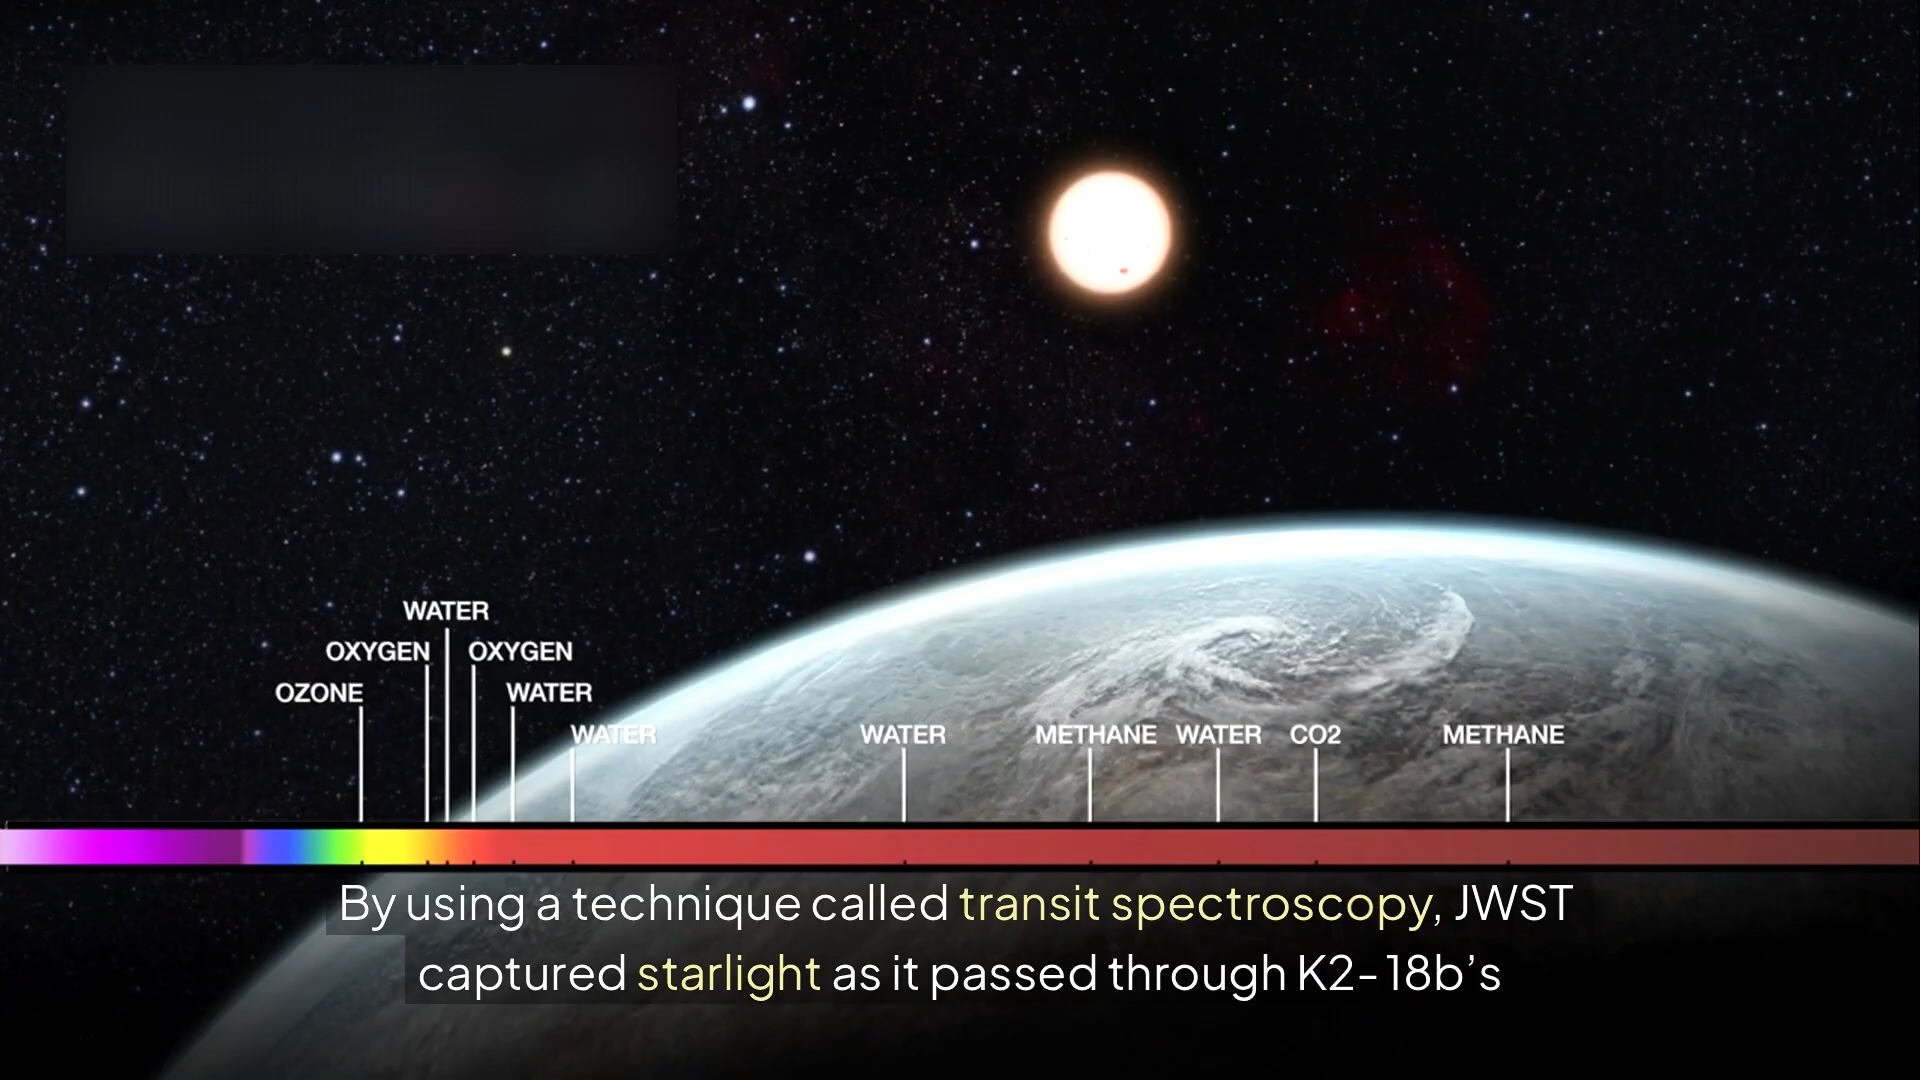 WATER
OXYGEN OXYGEN
OZONE WATER
WATER WATER METHANE WATER CO2 METHANE
By using a technique called transit spectroscopy, JWST
captured starlight as it passed through K2-18b’s